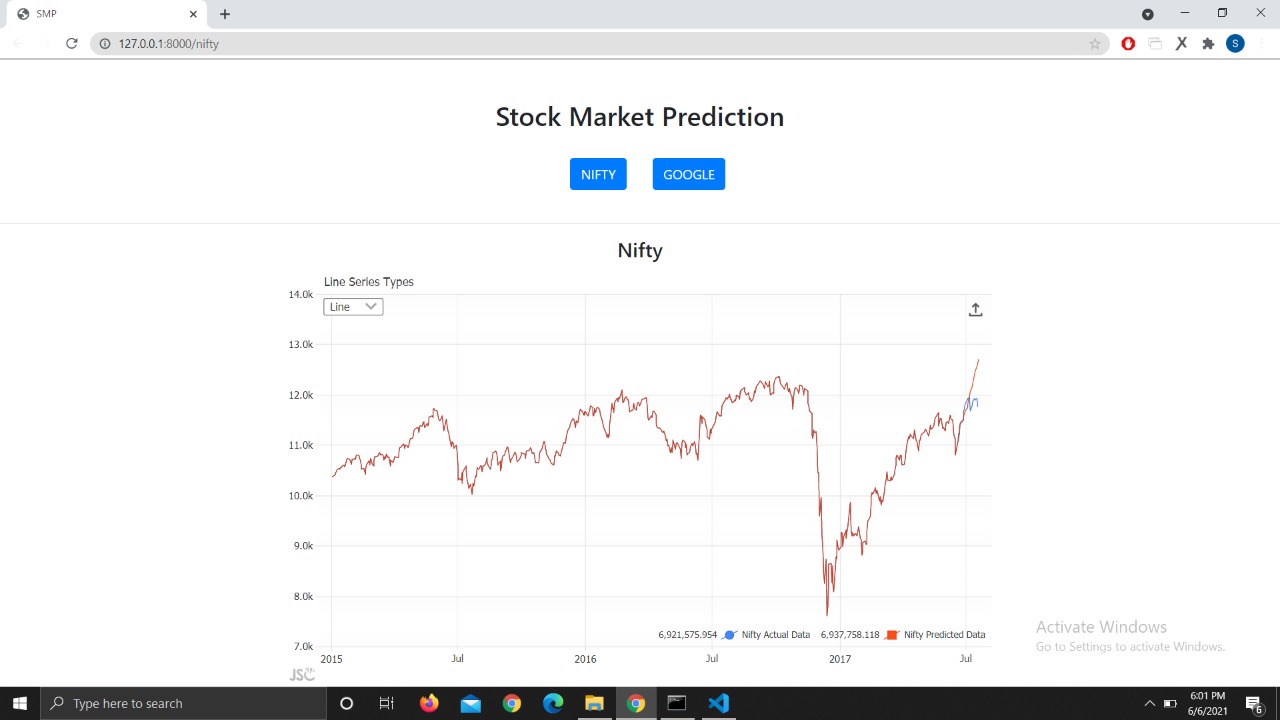 SMP
127.0.0.1:8000/nifty
S
Stock Market Prediction
NIFTY GOOGLE
Nifty
Line Series Types
Line
14.0k
13.0k
12.0k
11.0k
10.0k
9.0k
8.0k
7.0k
6,921,575.954 Nifty Actual Data 6,937,758.118 Nifty Predicted Data
2015 Jul 2016 Jul 2017 Jul
JSC
Activate Windows
Go to Settings to activate Windows.
Type here to search
6:01 PM
6/6/2021
6